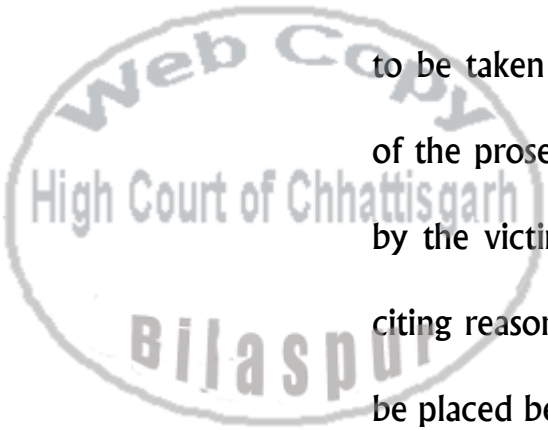 Web Copy
High Court of Chhattisgarh
Bilaspur
to be taken
of the prose
by the victi
citing reaso
be placed be